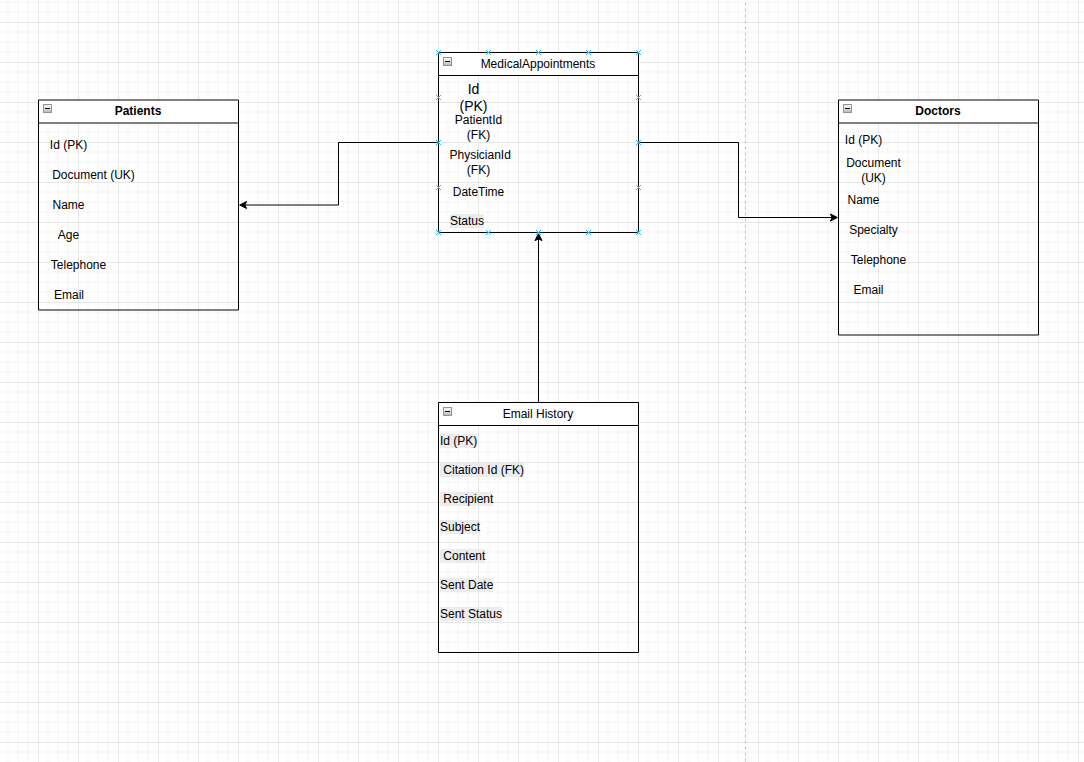 Patients
Id (PK)
Document (UK)
Name
Age
Telephone
Email
MedicalAppointments
Id
(PK)
PatientId
(FK)
PhysicianId
(FK)
DateTime
Status
Doctors
Id (PK)
Document
(UK)
Name
Specialty
Telephone
Email
Email History
Id (PK)
Citation Id (FK)
Recipient
Subject
Content
Sent Date
Sent Status